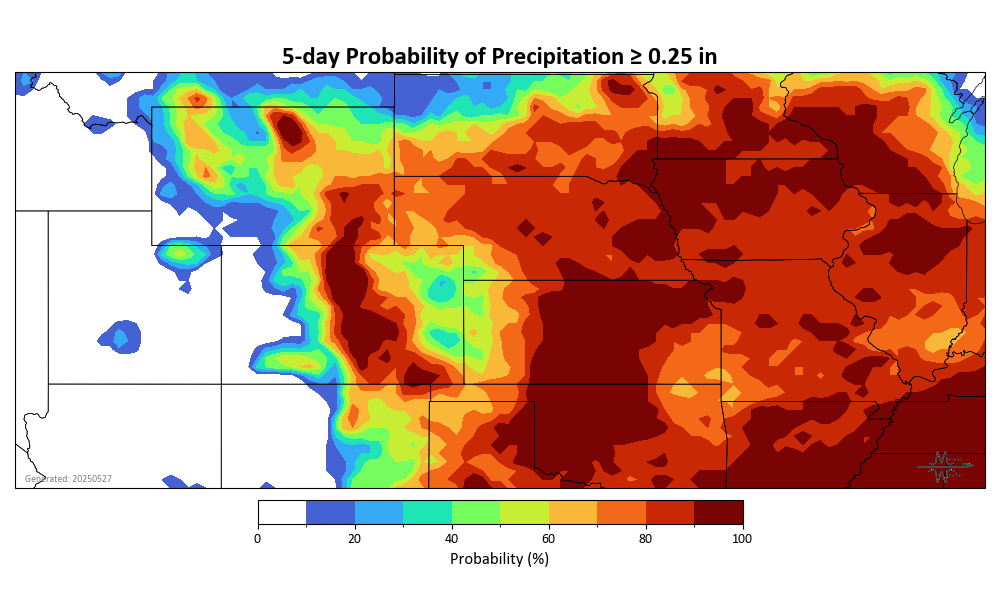 5-day Probability of Precipitation ≥ 0.25 in
Generated: 20250527
0 20 40 60 80 100
Probability (%)